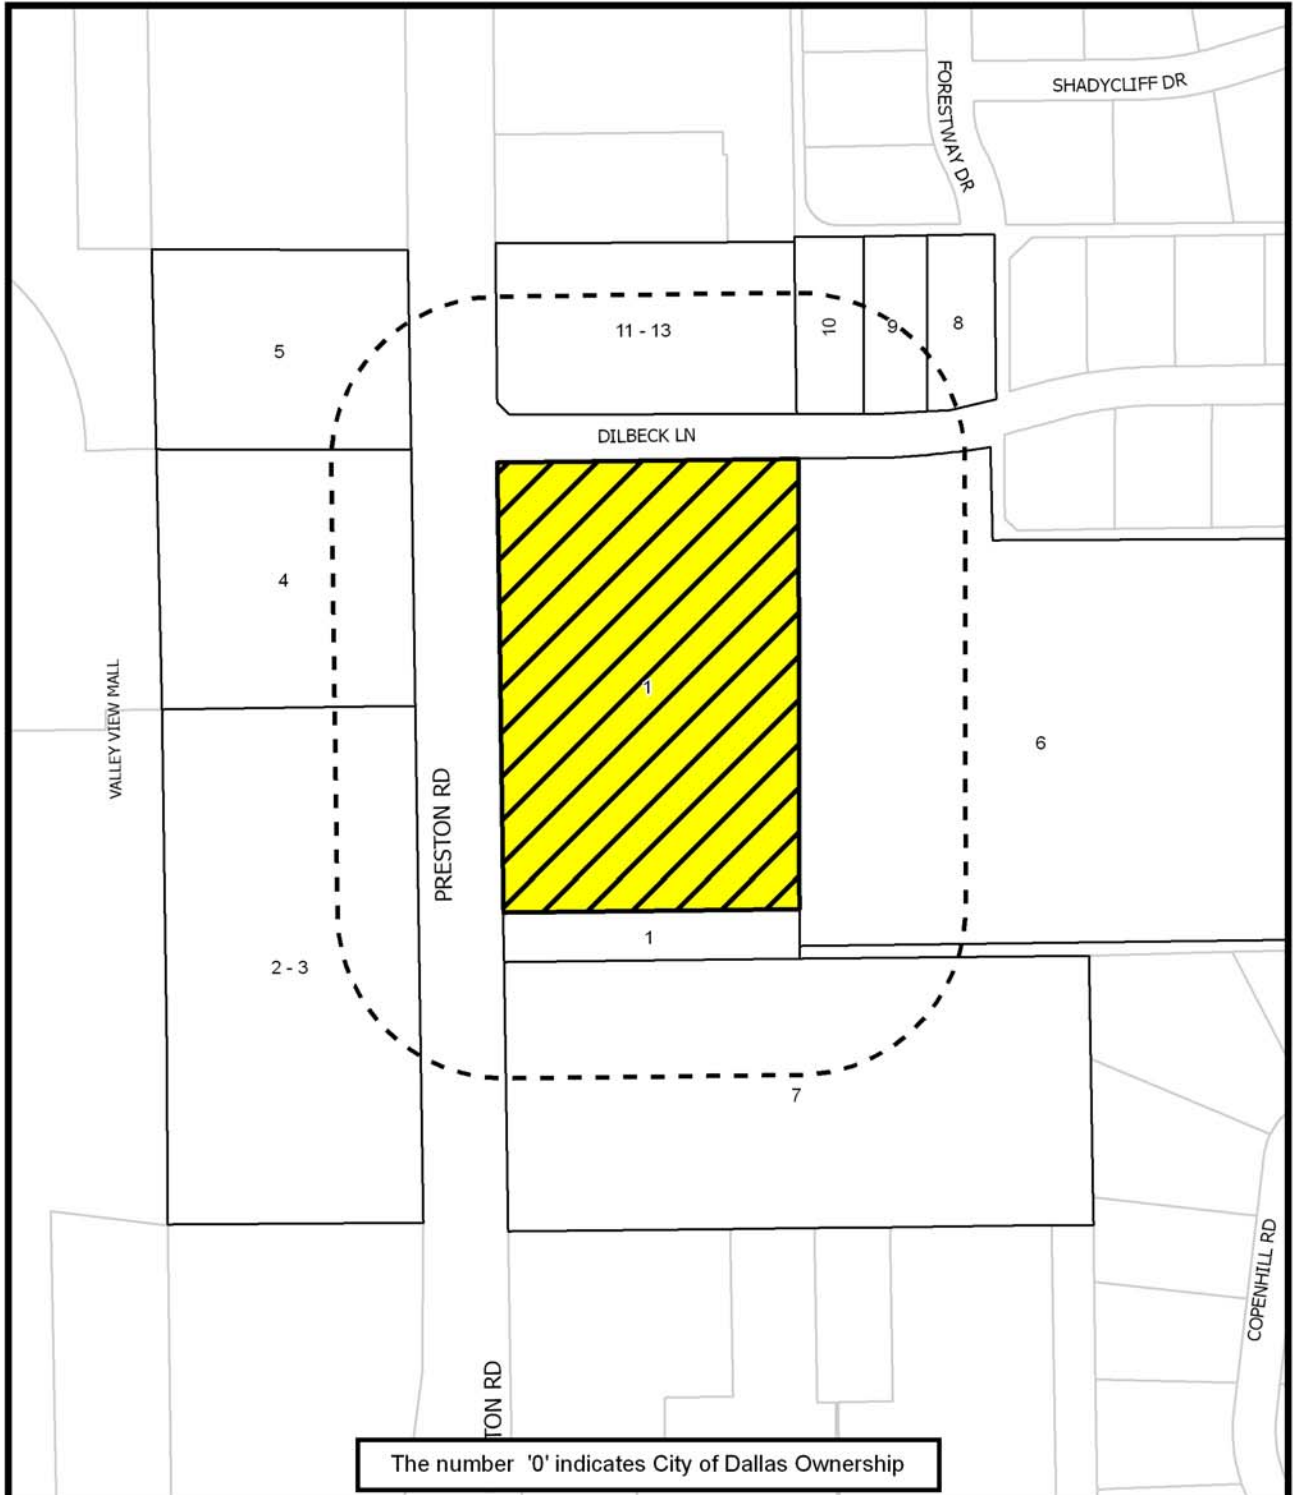 SHADYCLIFF DR
FORESTWAY DR
5
11 - 13
10
9
8
DILBECK LN
4
1
VALLEY VIEW MALL
6
PRESTON RD
1
2 - 3
7
COPENHILL RD
TON RD
The number '0' indicates City of Dallas Ownership